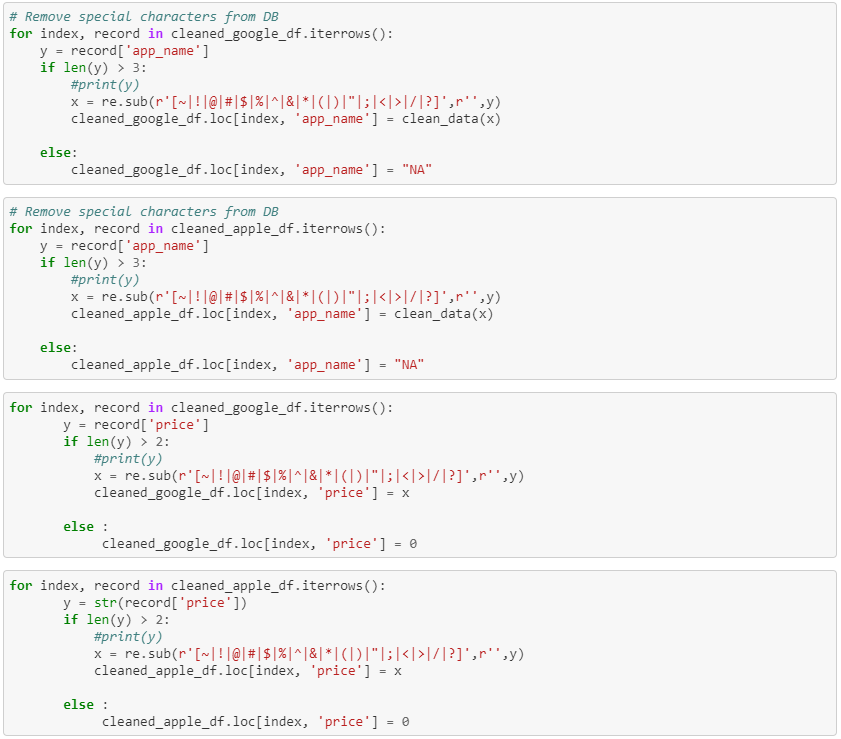 # Remove special characters from DB
for index, record in cleaned_google_df.iterrows():
    y = record['app_name']
    if len(y) > 3:
        #print(y)
        x = re.sub(r'[~|!|@|#|$|%|^|&|*|(|)|"|;|<|>|/|?]',r'',y)
        cleaned_google_df.loc[index, 'app_name'] = clean_data(x)
    else:
        cleaned_google_df.loc[index, 'app_name'] = "NA"
# Remove special characters from DB
for index, record in cleaned_apple_df.iterrows():
    y = record['app_name']
    if len(y) > 3:
        #print(y)
        x = re.sub(r'[~|!|@|#|$|%|^|&|*|(|)|"|;|<|>|/|?]',r'',y)
        cleaned_apple_df.loc[index, 'app_name'] = clean_data(x)
    else:
        cleaned_apple_df.loc[index, 'app_name'] = "NA"
for index, record in cleaned_google_df.iterrows():
       y = record['price']
       if len(y) > 2:
           #print(y)
           x = re.sub(r'[~|!|@|#|$|%|^|&|*|(|)|"|;|<|>|/|?]',r'',y)
           cleaned_google_df.loc[index, 'price'] = x
       else :
            cleaned_google_df.loc[index, 'price'] = 0
for index, record in cleaned_apple_df.iterrows():
       y = str(record['price'])
       if len(y) > 2:
           #print(y)
           x = re.sub(r'[~|!|@|#|$|%|^|&|*|(|)|"|;|<|>|/|?]',r'',y)
           cleaned_apple_df.loc[index, 'price'] = x
       else :
            cleaned_apple_df.loc[index, 'price'] = 0